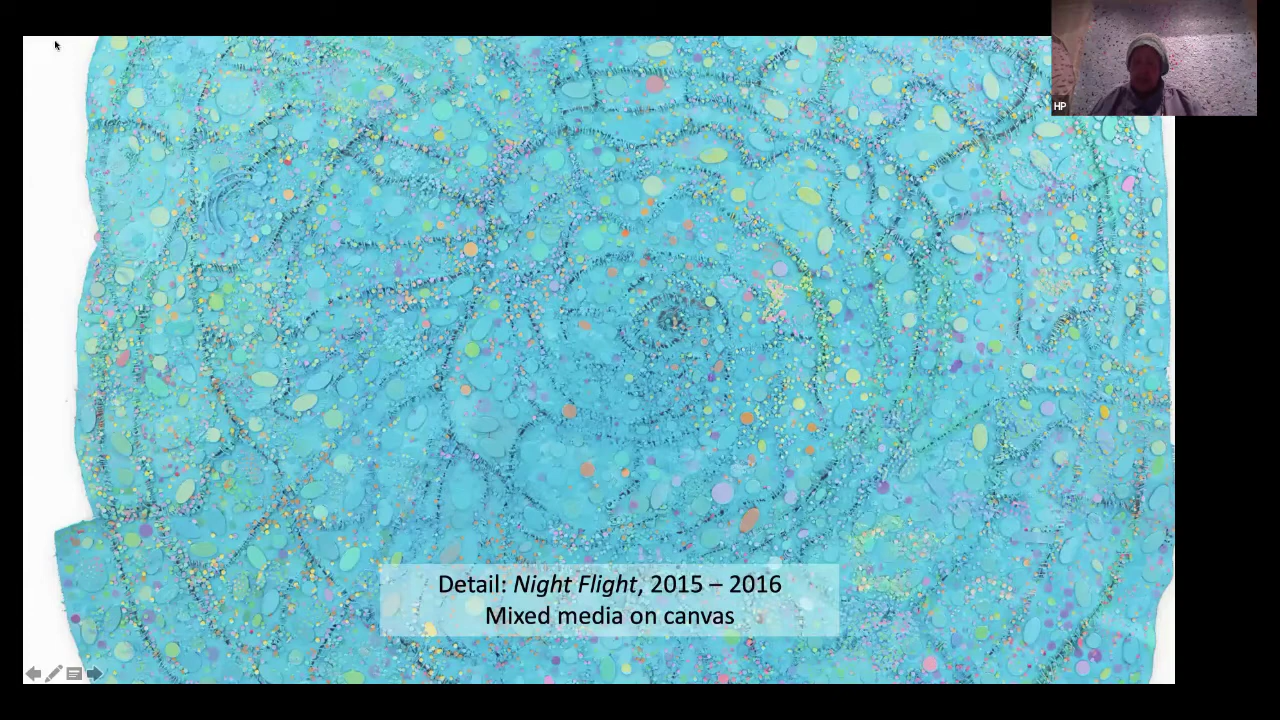 HP
Detail: Night Flight, 2015 – 2016
Mixed media on canvas